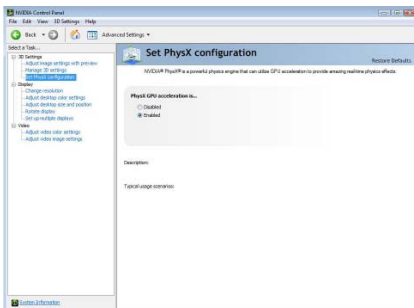 NVIDIA Control Panel
File Edit View 3D Settings Help
Back Advanced Settings
Select a Task...
3D Settings
Adjust image settings with preview
Manage 3D settings
Set PhysX configuration
Display
Change resolution
Adjust desktop color settings
Adjust desktop size and position
Rotate display
Set up multiple displays
Video
Adjust video color settings
Adjust video image settings
System Information
Set PhysX configuration
Restore Defaults
NVIDIA® PhysX® is a powerful physics engine that can utilize GPU acceleration to provide amazing real-time physics effects.
PhysX GPU acceleration is...
Disabled
Enabled
Description:
Typical usage scenarios: